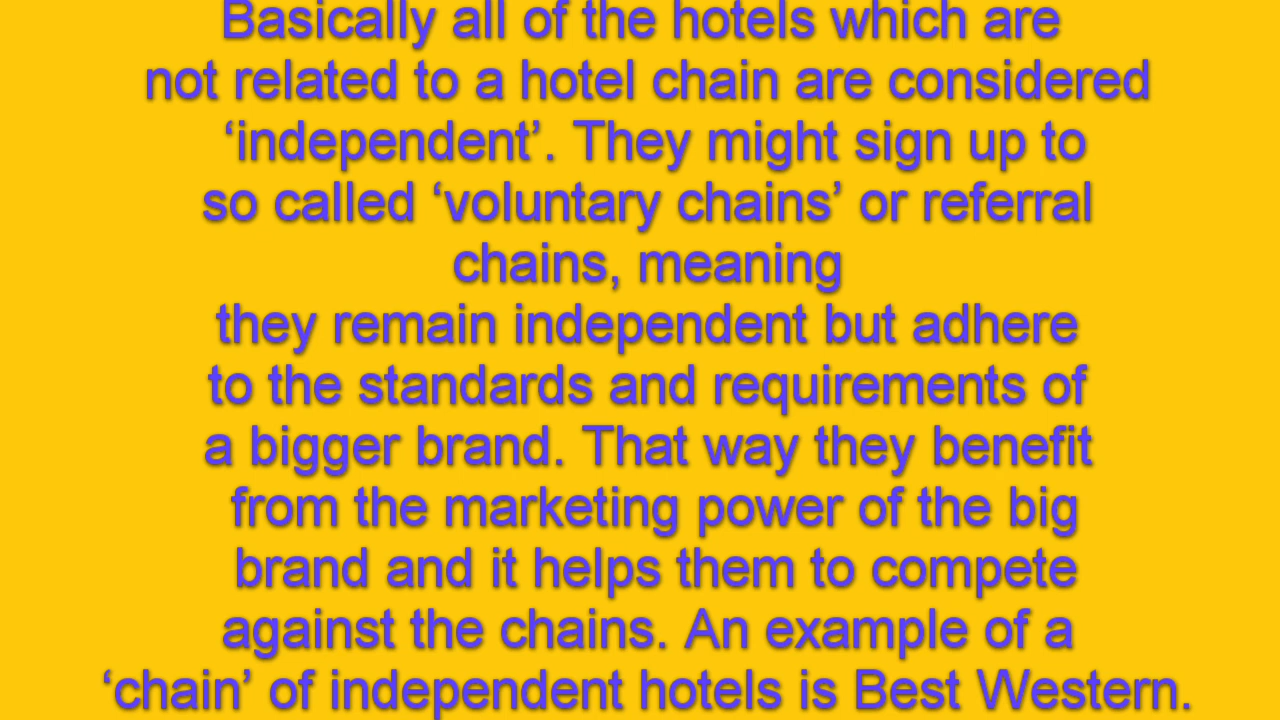 Basically all of the hotels which are
not related to a hotel chain are considered
‘independent’. They might sign up to
so called ‘voluntary chains’ or referral
chains, meaning
they remain independent but adhere
to the standards and requirements of
a bigger brand. That way they benefit
from the marketing power of the big
brand and it helps them to compete
against the chains. An example of a
‘chain’ of independent hotels is Best Western.